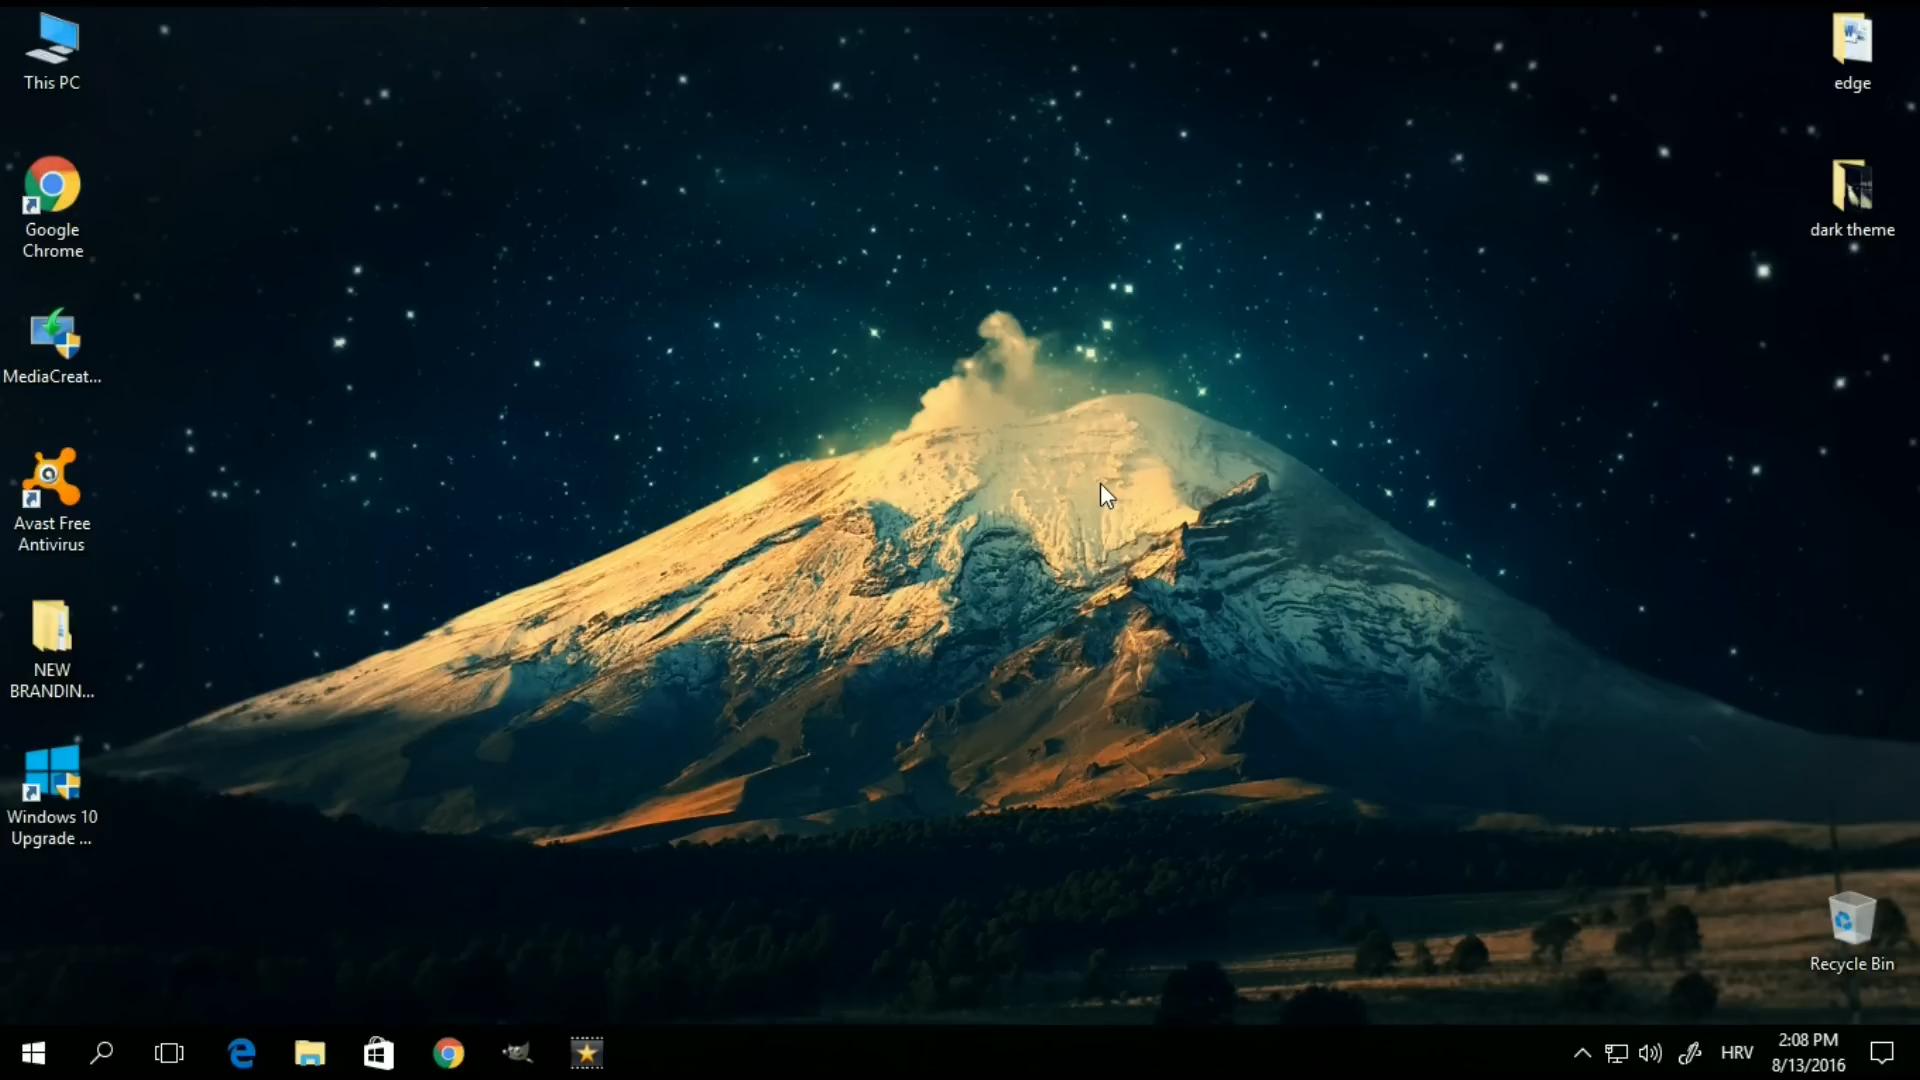 This PC
Google
Chrome
MediaCreat...
Avast Free
Antivirus
NEW
BRANDIN...
Windows 10
Upgrade ...
edge
dark theme
Recycle Bin
HRV
2:08 PM
8/13/2016